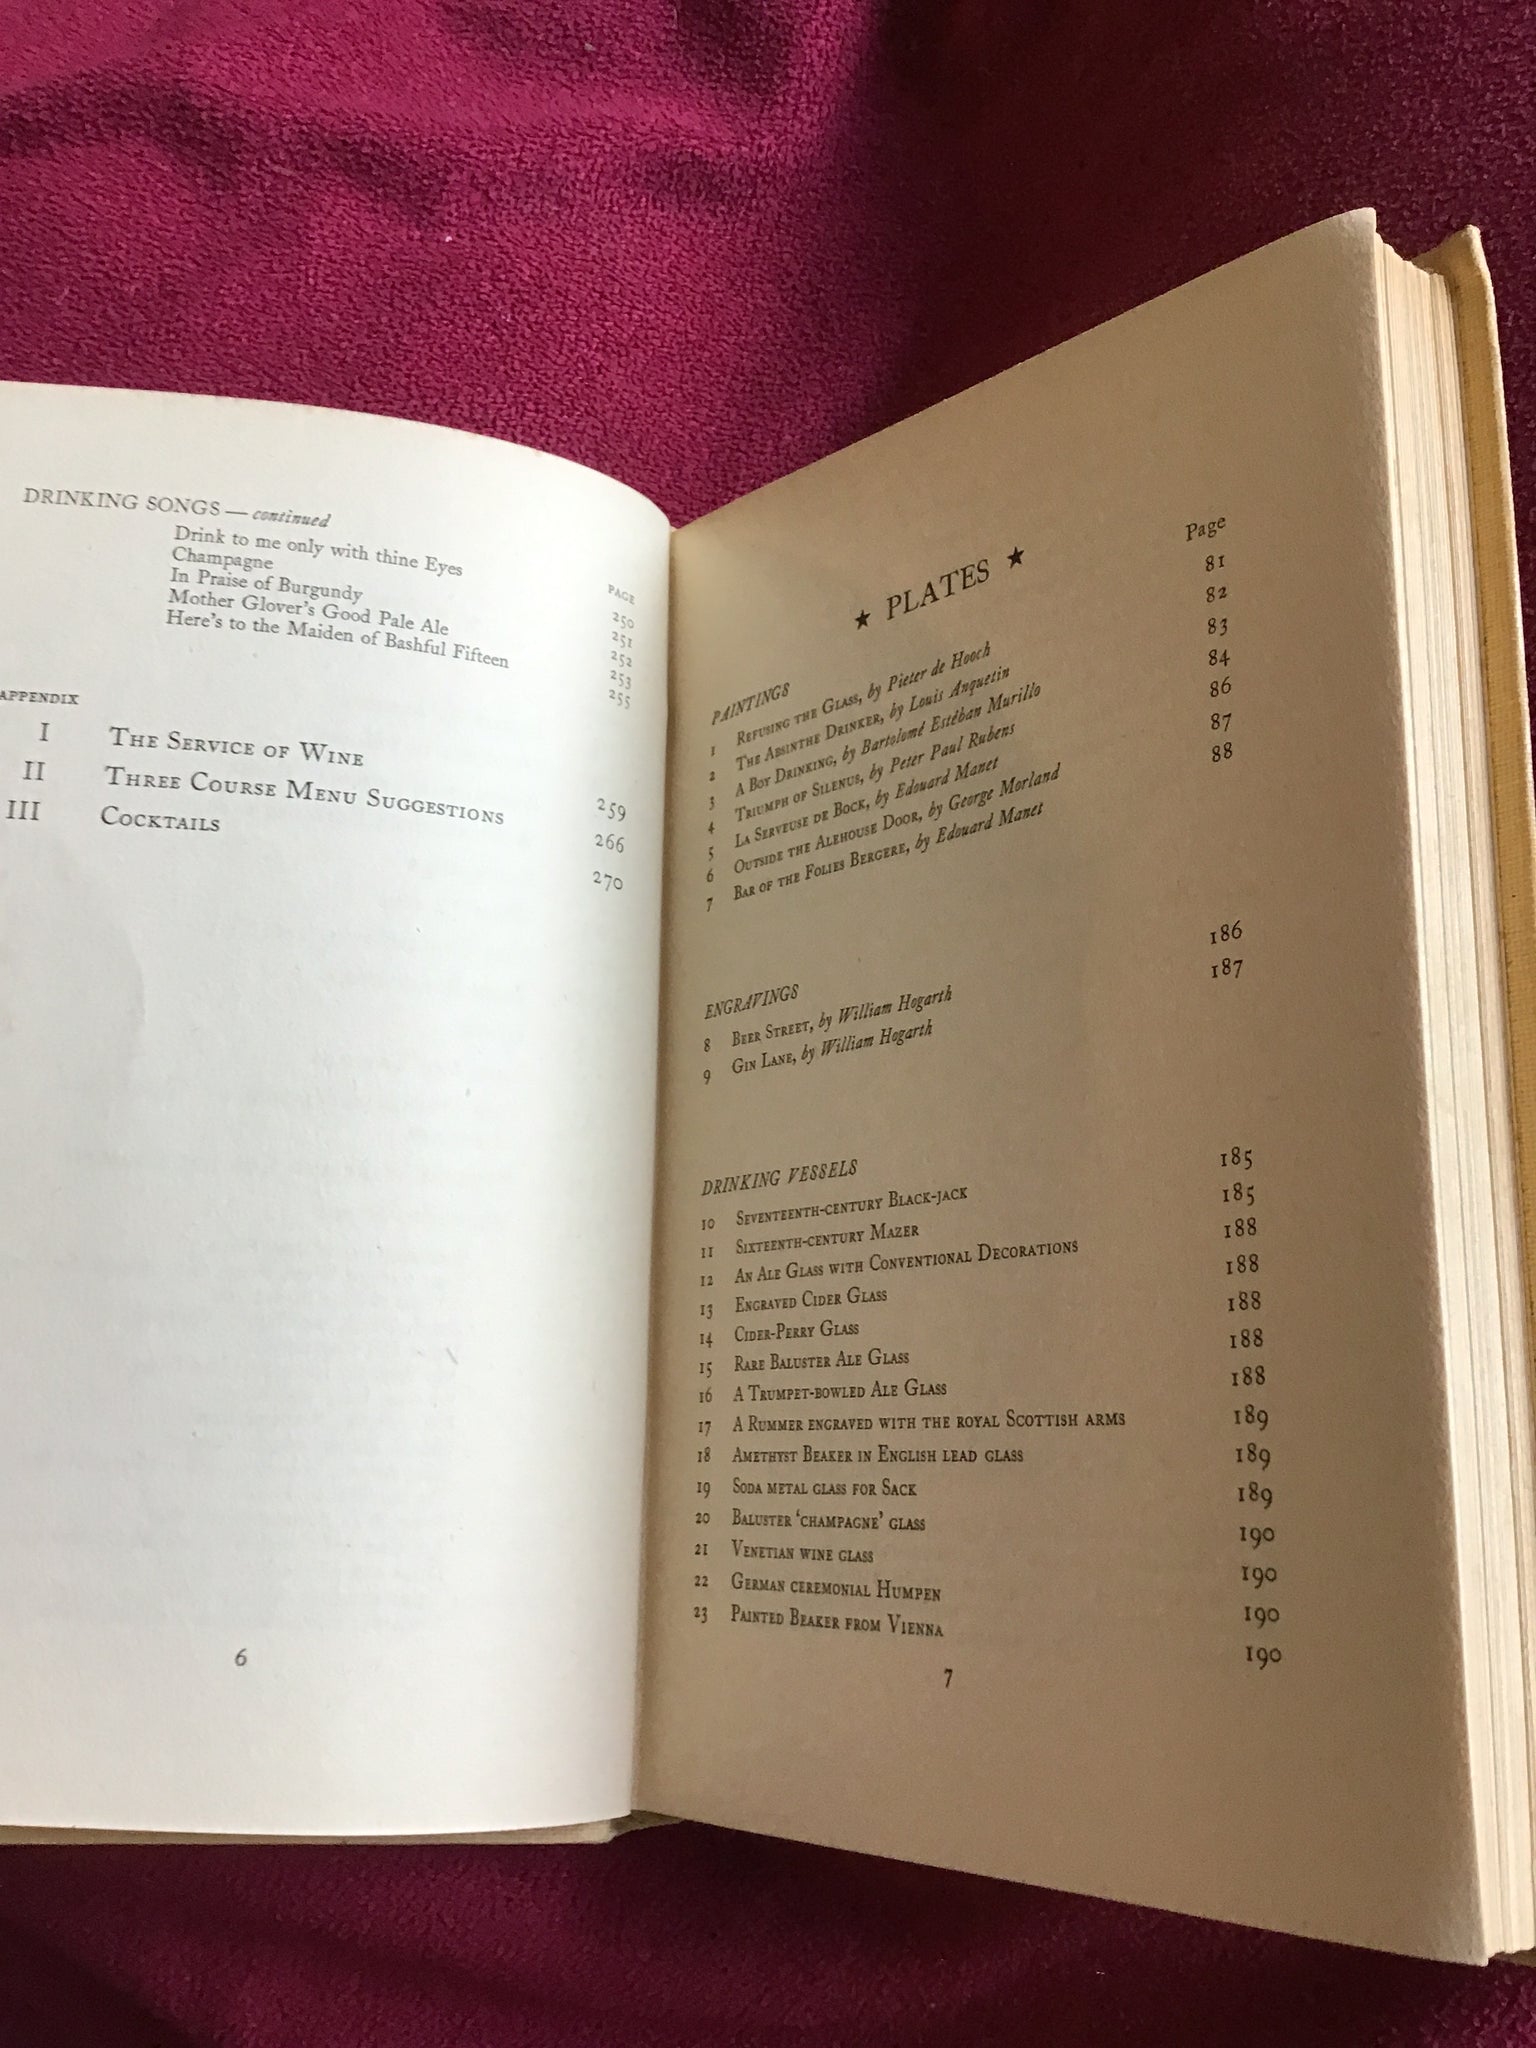 DRINKING SONGS — continued
PAGE
Drink to me only with thine Eyes 250
Champagne 251
In Praise of Burgundy 252
Mother Glover's Good Pale Ale 253
Here's to the Maiden of Bashful Fifteen 255
APPENDIX
I THE SERVICE OF WINE 259
II THREE COURSE MENU SUGGESTIONS 266
III COCKTAILS 270
6
★ PLATES ★
Page
PAINTINGS
1 REFUSING THE GLASS, by Pieter de Hooch 81
2 THE ABSINTHE DRINKER, by Louis Anquetin 82
3 A BOY DRINKING, by Bartolomé Estéban Murillo 83
4 TRIUMPH OF SILENUS, by Peter Paul Rubens 84
5 LA SERVEUSE DE BOCK, by Edouard Manet 86
6 OUTSIDE THE ALEHOUSE DOOR, by George Morland 87
7 BAR OF THE FOLIES BERGERE, by Edouard Manet 88
ENGRAVINGS
8 BEER STREET, by William Hogarth 186
9 GIN LANE, by William Hogarth 187
DRINKING VESSELS
10 SEVENTEENTH-CENTURY BLACK-JACK 185
11 SIXTEENTH-CENTURY MAZER 185
12 AN ALE GLASS WITH CONVENTIONAL DECORATIONS 188
13 ENGRAVED CIDER GLASS 188
14 CIDER-PERRY GLASS 188
15 RARE BALUSTER ALE GLASS 188
16 A TRUMPET-BOWLED ALE GLASS 188
17 A RUMMER ENGRAVED WITH THE ROYAL SCOTTISH ARMS 189
18 AMETHYST BEAKER IN ENGLISH LEAD GLASS 189
19 SODA METAL GLASS FOR SACK 189
20 BALUSTER 'CHAMPAGNE' GLASS 190
21 VENETIAN WINE GLASS 190
22 GERMAN CEREMONIAL HUMPEN 190
23 PAINTED BEAKER FROM VIENNA 190
7